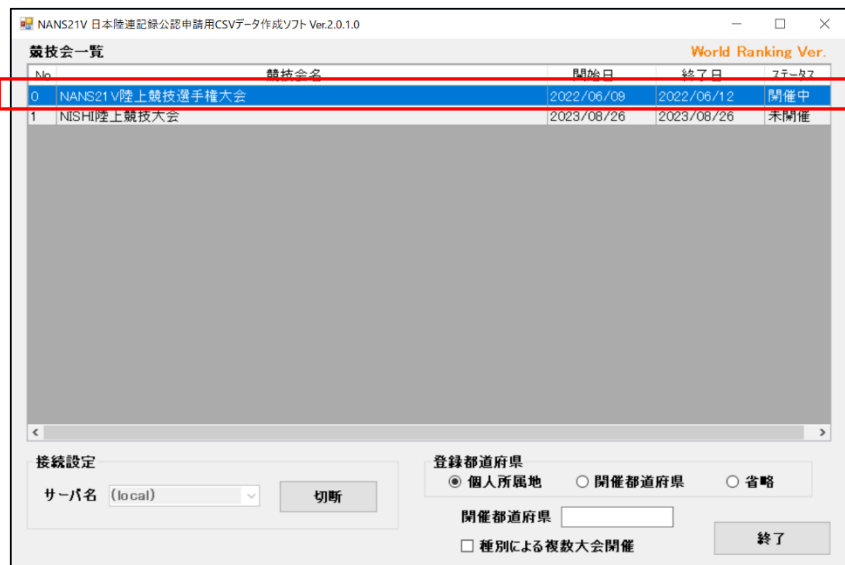 NANS21V 日本陸連記録公認申請用CSVデータ作成ソフト Ver.2.0.1.0
競技会一覧 World Ranking Ver.
No 競技会名 開始日 終了日 ステータス
0 NANS21V陸上競技選手権大会 2022/06/09 2022/06/12 開催中
1 NISHI陸上競技大会 2023/08/26 2023/08/26 未開催
接続設定
サーバ名 (local) 切断
登録都道府県
個人所属地 開催都道府県 省略
開催都道府県
種別による複数大会開催
終了